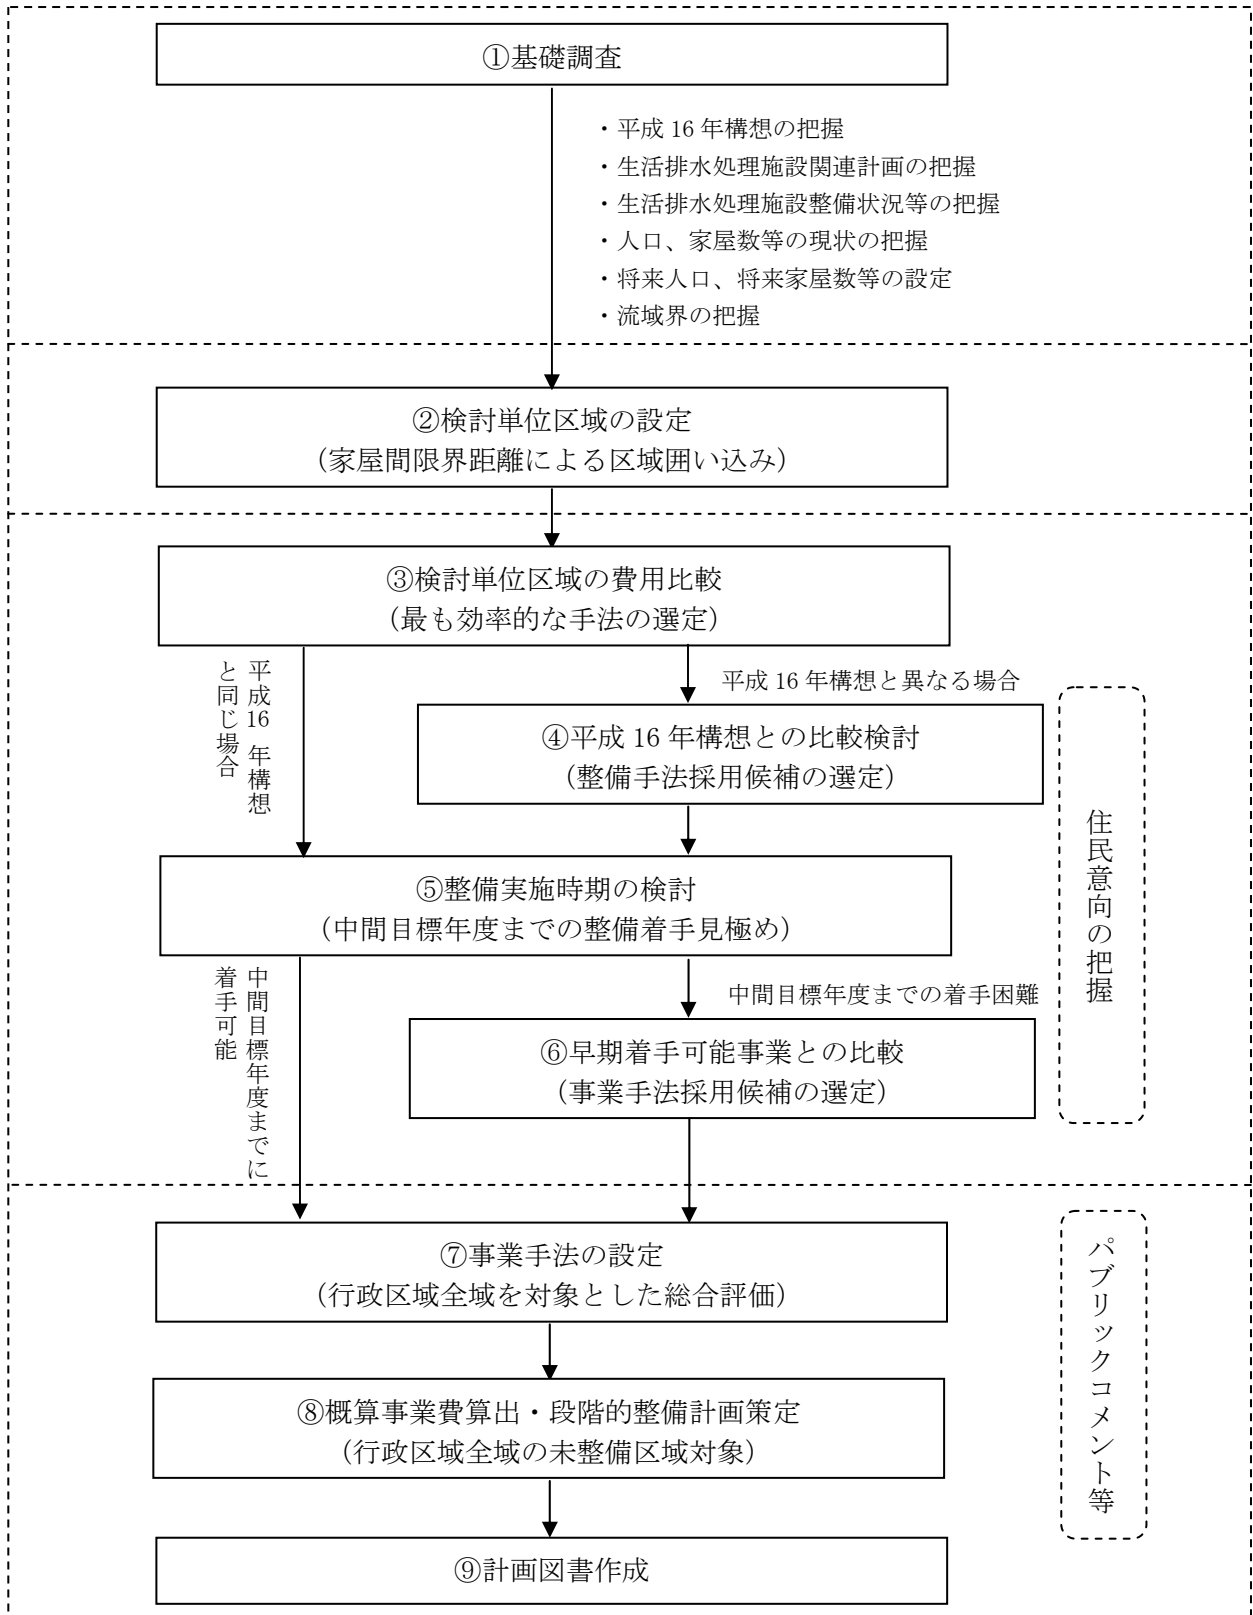 ①基礎調査
・平成 16 年構想の把握
・生活排水処理施設関連計画の把握
・生活排水処理施設整備状況等の把握
・人口、家屋数等の現状の把握
・将来人口、将来家屋数等の設定
・流域界の把握
②検討単位区域の設定
（家屋間限界距離による区域囲い込み）
③検討単位区域の費用比較
（最も効率的な手法の選定）
平成 16 年構想
と同じ場合
平成 16 年構想と異なる場合
④平成 16 年構想との比較検討
（整備手法採用候補の選定）
⑤整備実施時期の検討
（中間目標年度までの整備着手見極め）
中間目標年度までに
着手可能
中間目標年度までの着手困難
⑥早期着手可能事業との比較
（事業手法採用候補の選定）
住民意向の把握
⑦事業手法の設定
（行政区域全域を対象とした総合評価）
⑧概算事業費算出・段階的整備計画策定
（行政区域全域の未整備区域対象）
⑨計画図書作成
パブリックコメント等